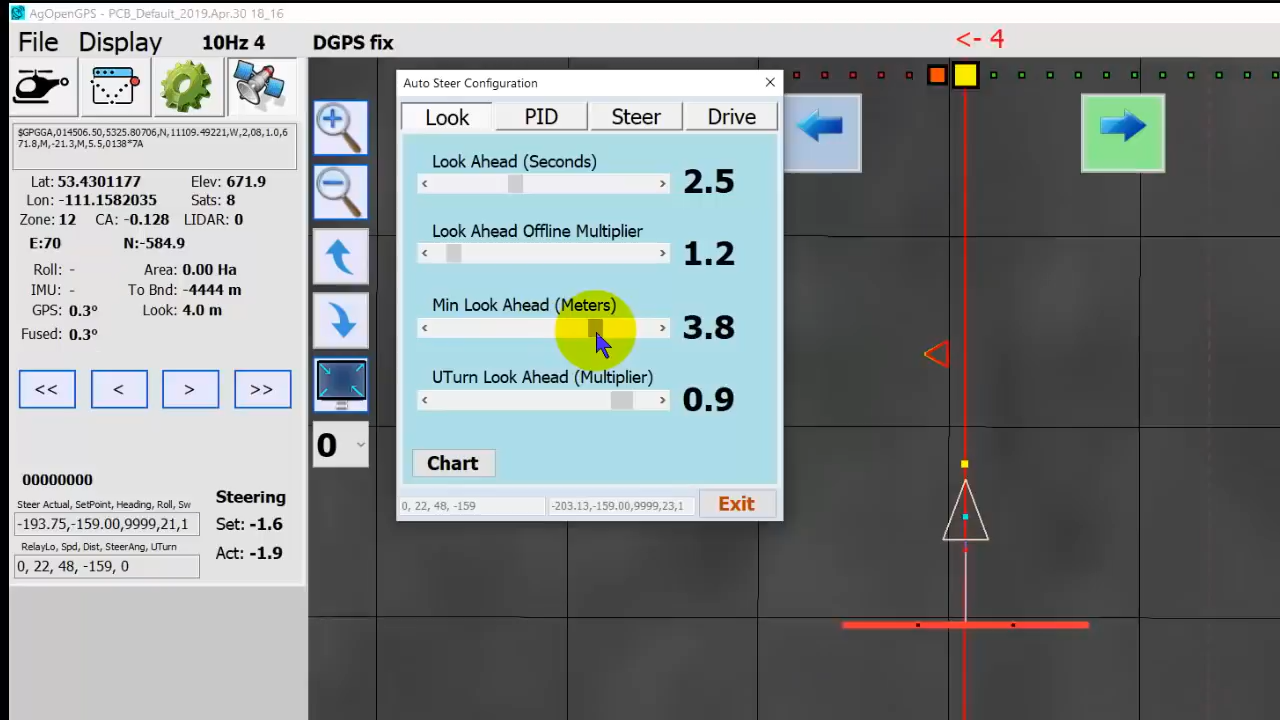 AgOpenGPS - PCB_Default_2019.Apr.30 18_16
File Display 10Hz 4 DGPS fix
<- 4
$GPGGA,014506.50,5325.80706,N,11109.49221,W,2,08,1.0,6
71.8,M,-21.3,M,5.5,0138*7A
Lat: 53.4301177 Elev: 671.9
Lon: -111.1582035 Sats: 8
Zone: 12 CA: -0.128 LIDAR: 0
E:70 N:-584.9
Roll: - Area: 0.00 Ha
IMU: - To Bnd: -4444 m
GPS: 0.3° Look: 4.0 m
Fused: 0.3°
<< < > >>
0
00000000
Steer Actual, SetPoint, Heading, Roll, Sw
-193.75,-159.00,9999,21,1
RelayLo, Spd, Dist, SteerAng, UTurn
0, 22, 48, -159, 0
Steering
Set: -1.6
Act: -1.9
Auto Steer Configuration
Look PID Steer Drive
Look Ahead (Seconds)
< > 2.5
Look Ahead Offline Multiplier
< > 1.2
Min Look Ahead (Meters)
< > 3.8
UTurn Look Ahead (Multiplier)
< > 0.9
Chart
0, 22, 48, -159 -203.13,-159.00,9999,23,1 Exit